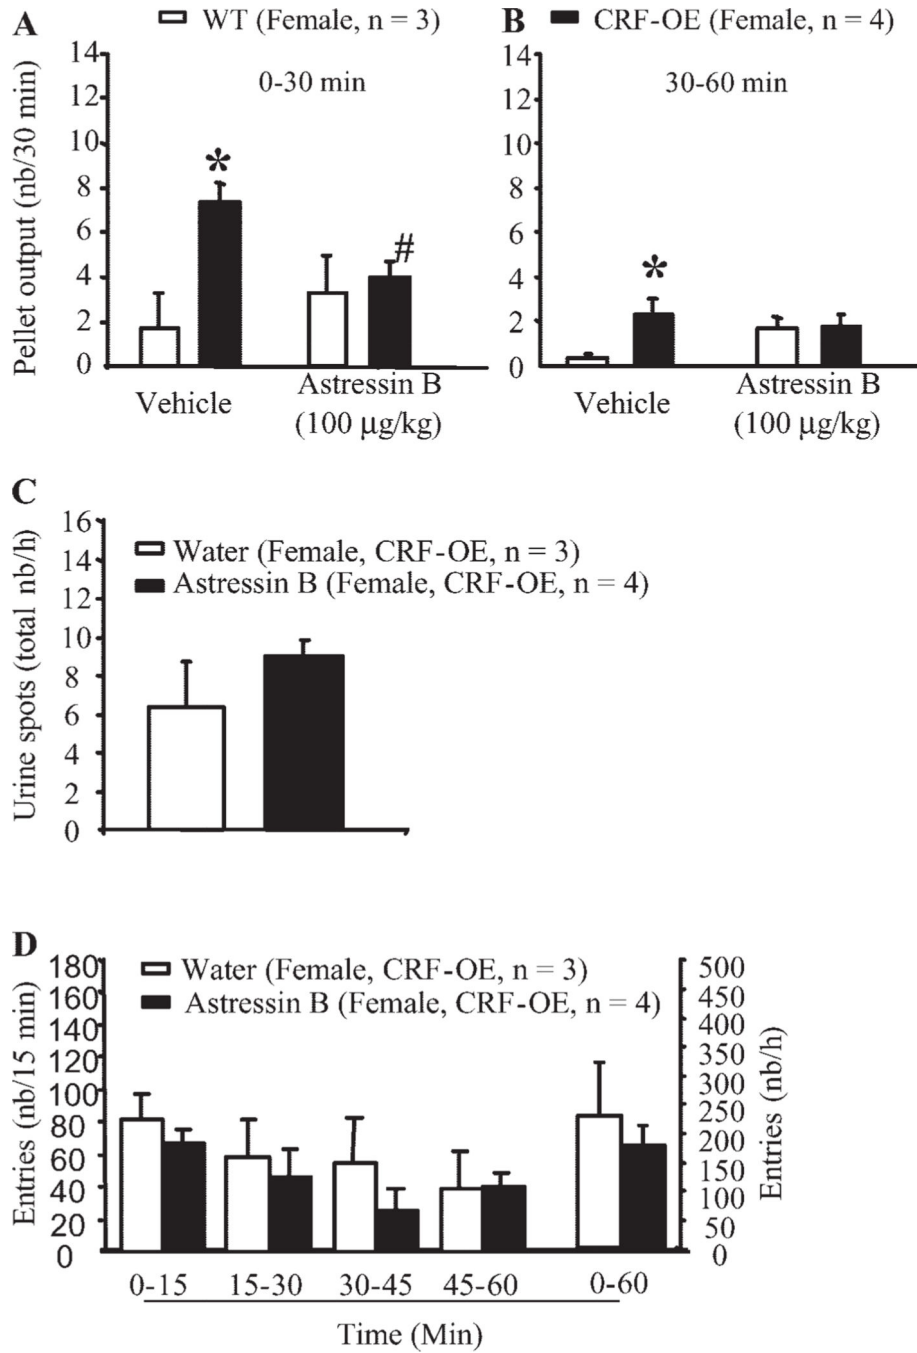 A
WT (Female, n = 3)
B
CRF-OE (Female, n = 4)
Pellet output (nb/30 min)
14
12
10
8
6
4
2
0
0-30 min
*
#
Vehicle
Astressin B
(100 µg/kg)
14
12
10
8
6
4
2
0
30-60 min
*
Vehicle
Astressin B
(100 µg/kg)
C
Urine spots (total nb/h)
16
14
12
10
8
6
4
2
0
Water (Female, CRF-OE, n = 3)
Astressin B (Female, CRF-OE, n = 4)
D
Entries (nb/15 min)
180
160
140
120
100
80
60
40
20
0
Water (Female, CRF-OE, n = 3)
Astressin B (Female, CRF-OE, n = 4)
500
450
400
350
300
250
200
150
100
50
0
Entries (nb/h)
0-15 15-30 30-45 45-60 0-60
Time (Min)